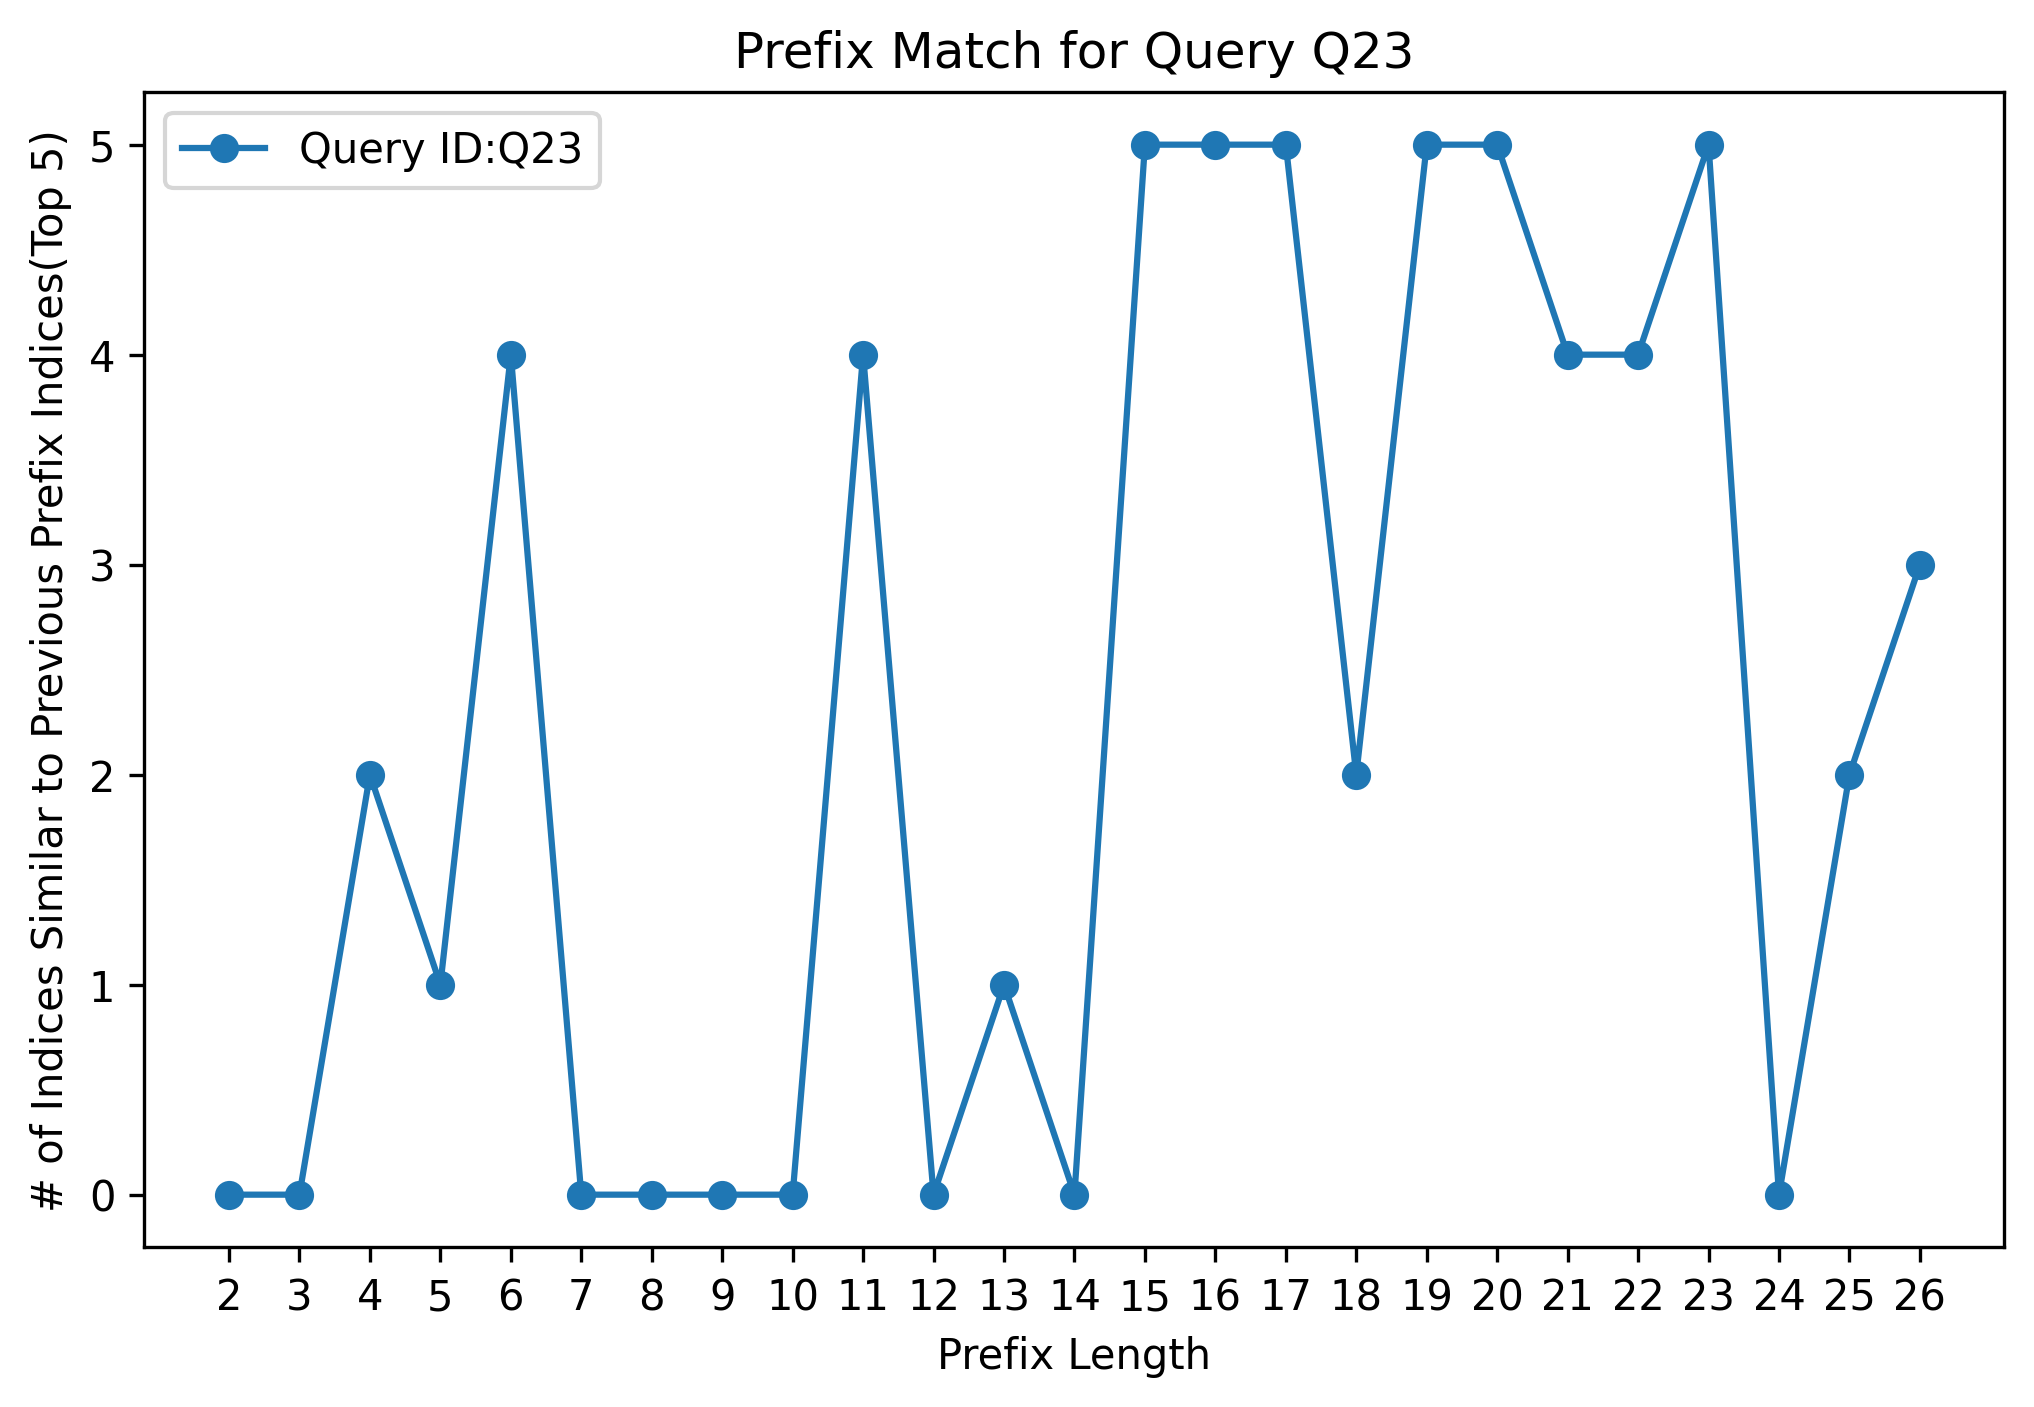 Prefix Match for Query Q23
Query ID:Q23
# of Indices Similar to Previous Prefix Indices(Top 5)
5
4
3
2
1
0
2 3 4 5 6 7 8 9 10 11 12 13 14 15 16 17 18 19 20 21 22 23 24 25 26
Prefix Length